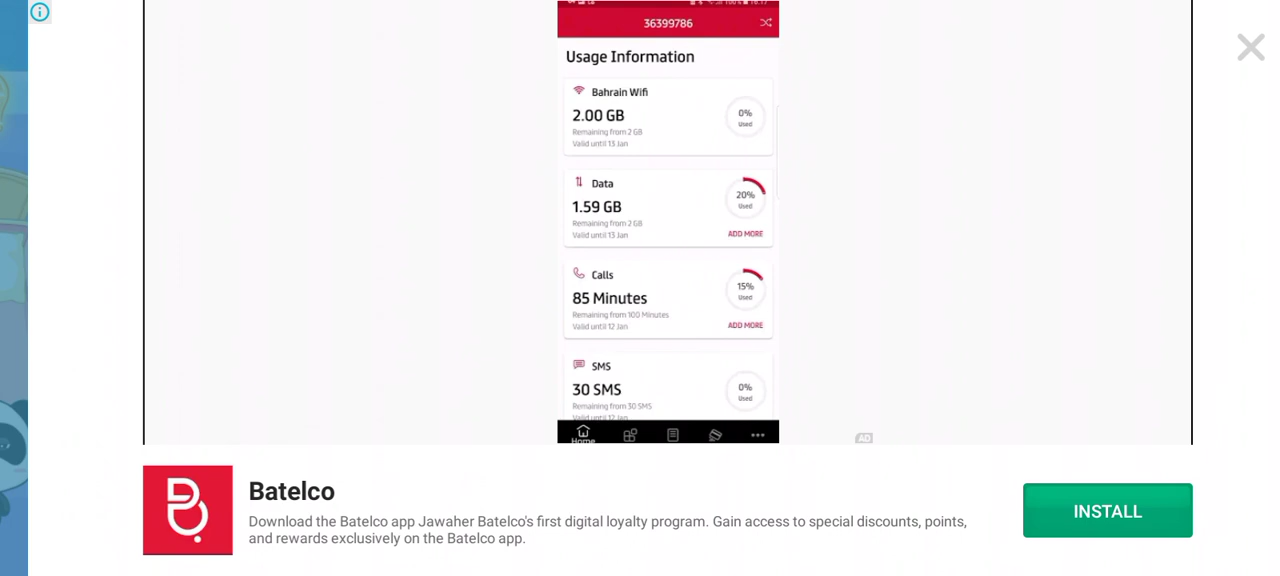 36399786
Usage Information
Bahrain Wifi
2.00 GB
Remaining from 2 GB
Valid until 13 Jan
0%
Used
Data
1.59 GB
Remaining from 2 GB
Valid until 13 Jan
20%
Used
ADD MORE
Calls
85 Minutes
Remaining from 100 Minutes
Valid until 12 Jan
15%
Used
ADD MORE
SMS
30 SMS
Remaining from 30 SMS
Valid until 12 Jan
0%
Used
Home
AD
Batelco
Download the Batelco app Jawaher Batelco's first digital loyalty program. Gain access to special discounts, points,
and rewards exclusively on the Batelco app.
INSTALL